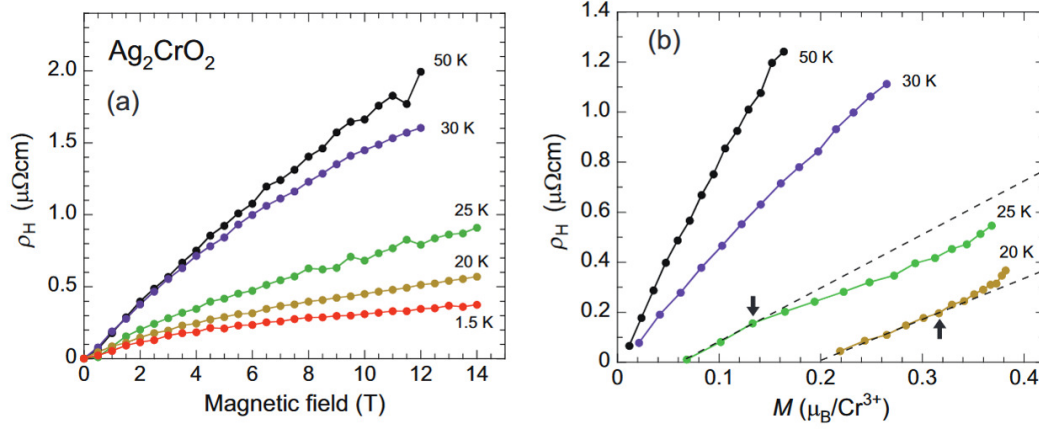 Ag₂CrO₂
(a)
50 K
30 K
25 K
20 K
1.5 K
2.0
1.5
1.0
0.5
0
ρH (μΩcm)
0 2 4 6 8 10 12 14
Magnetic field (T)
(b)
50 K
30 K
25 K
20 K
1.4
1.2
1.0
0.8
0.6
0.4
0.2
0
ρH (μΩcm)
0 0.1 0.2 0.3 0.4
M (μB/Cr³⁺)